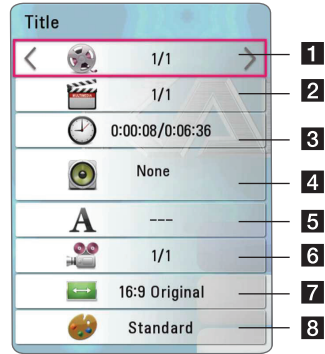 Title
1/1 1
1/1 2
0:00:08/0:06:36 3
None 4
A --- 5
1/1 6
16:9 Original 7
Standard 8